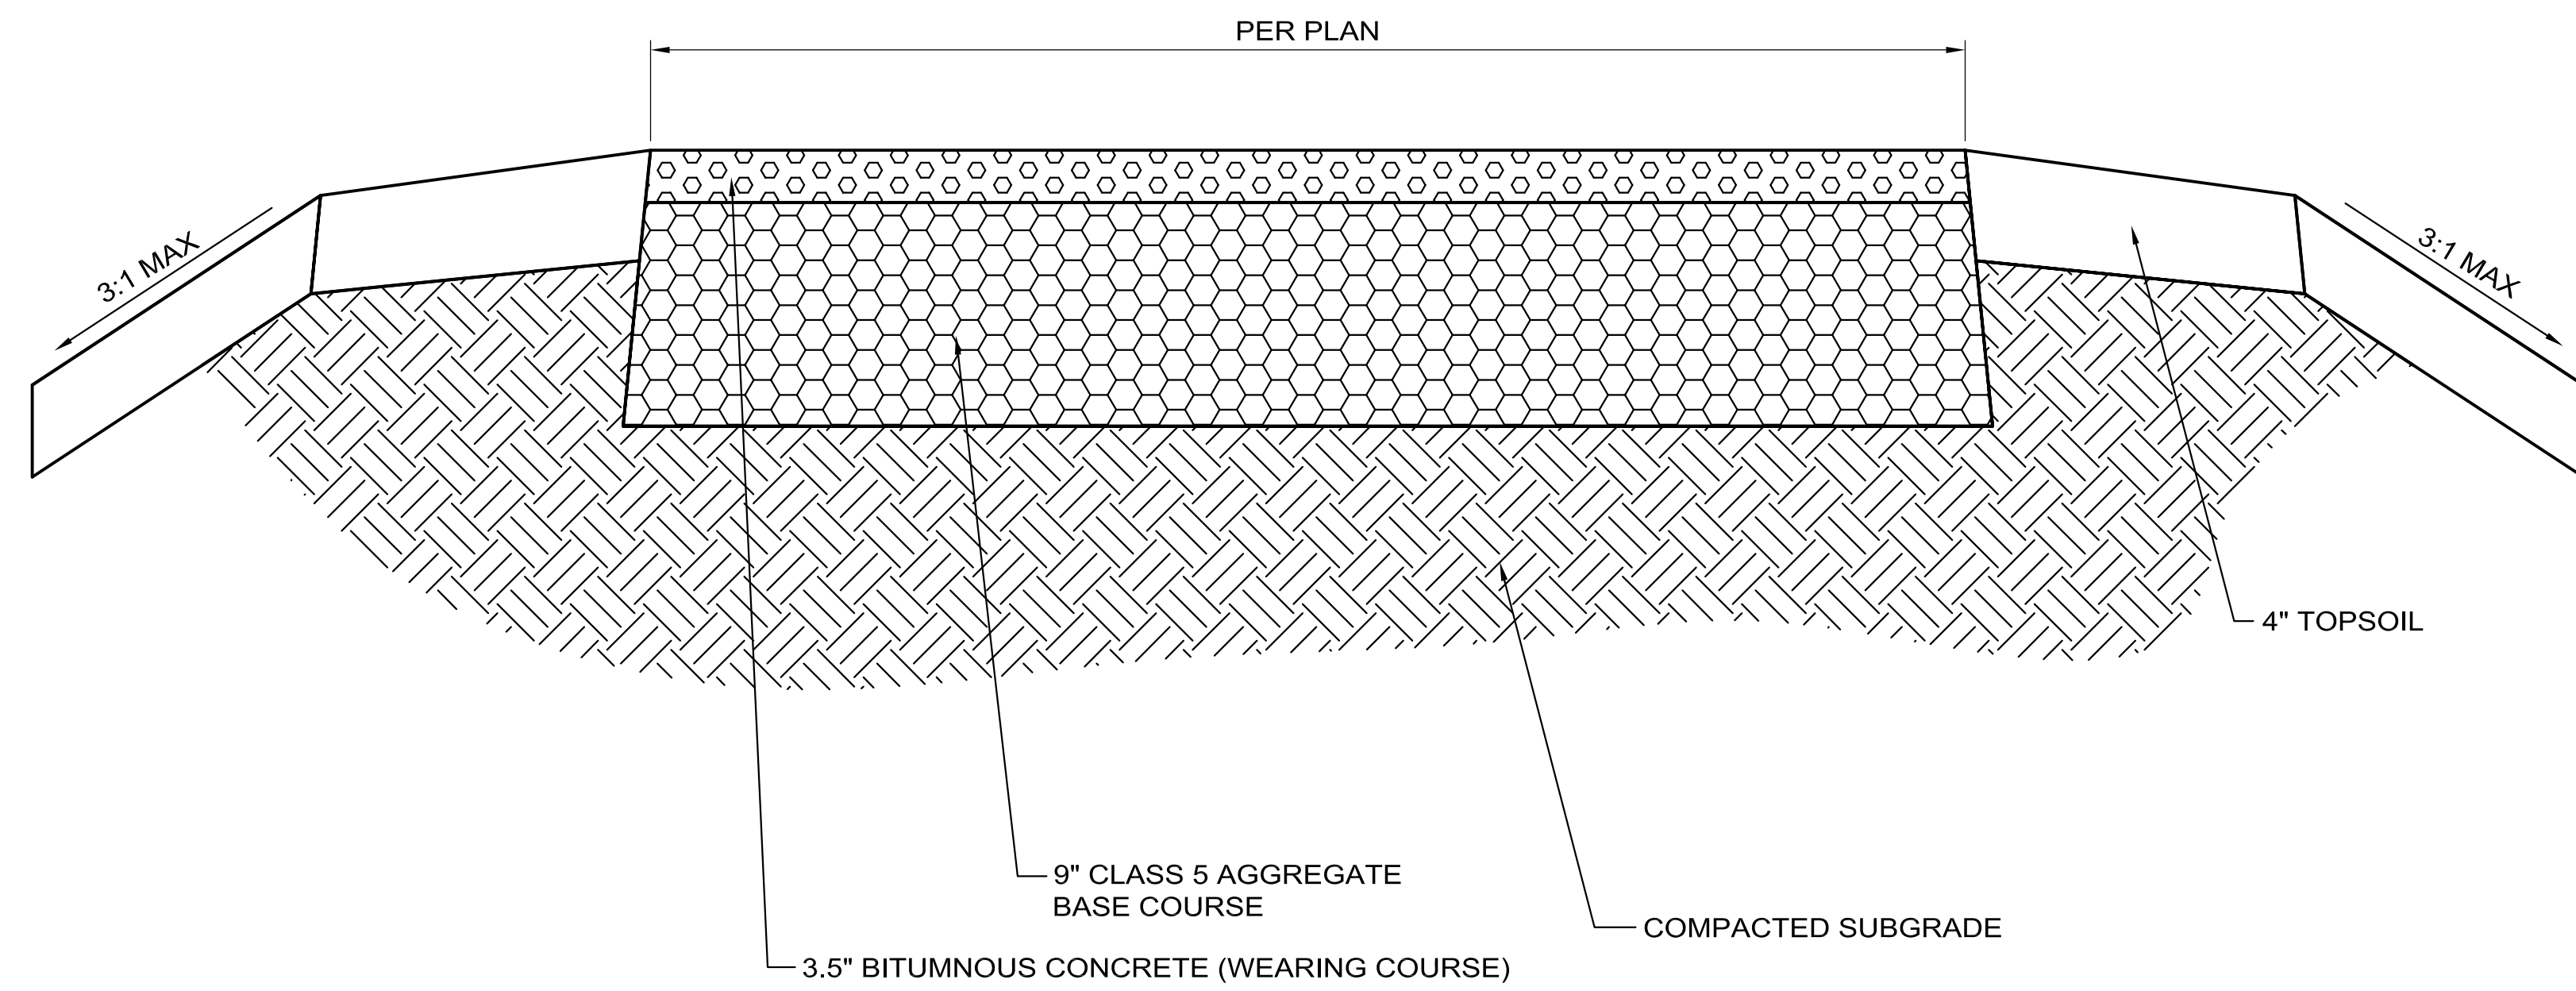 PER PLAN
3:1 MAX
3:1 MAX
4" TOPSOIL
9" CLASS 5 AGGREGATE
BASE COURSE
COMPACTED SUBGRADE
3.5" BITUMNOUS CONCRETE (WEARING COURSE)